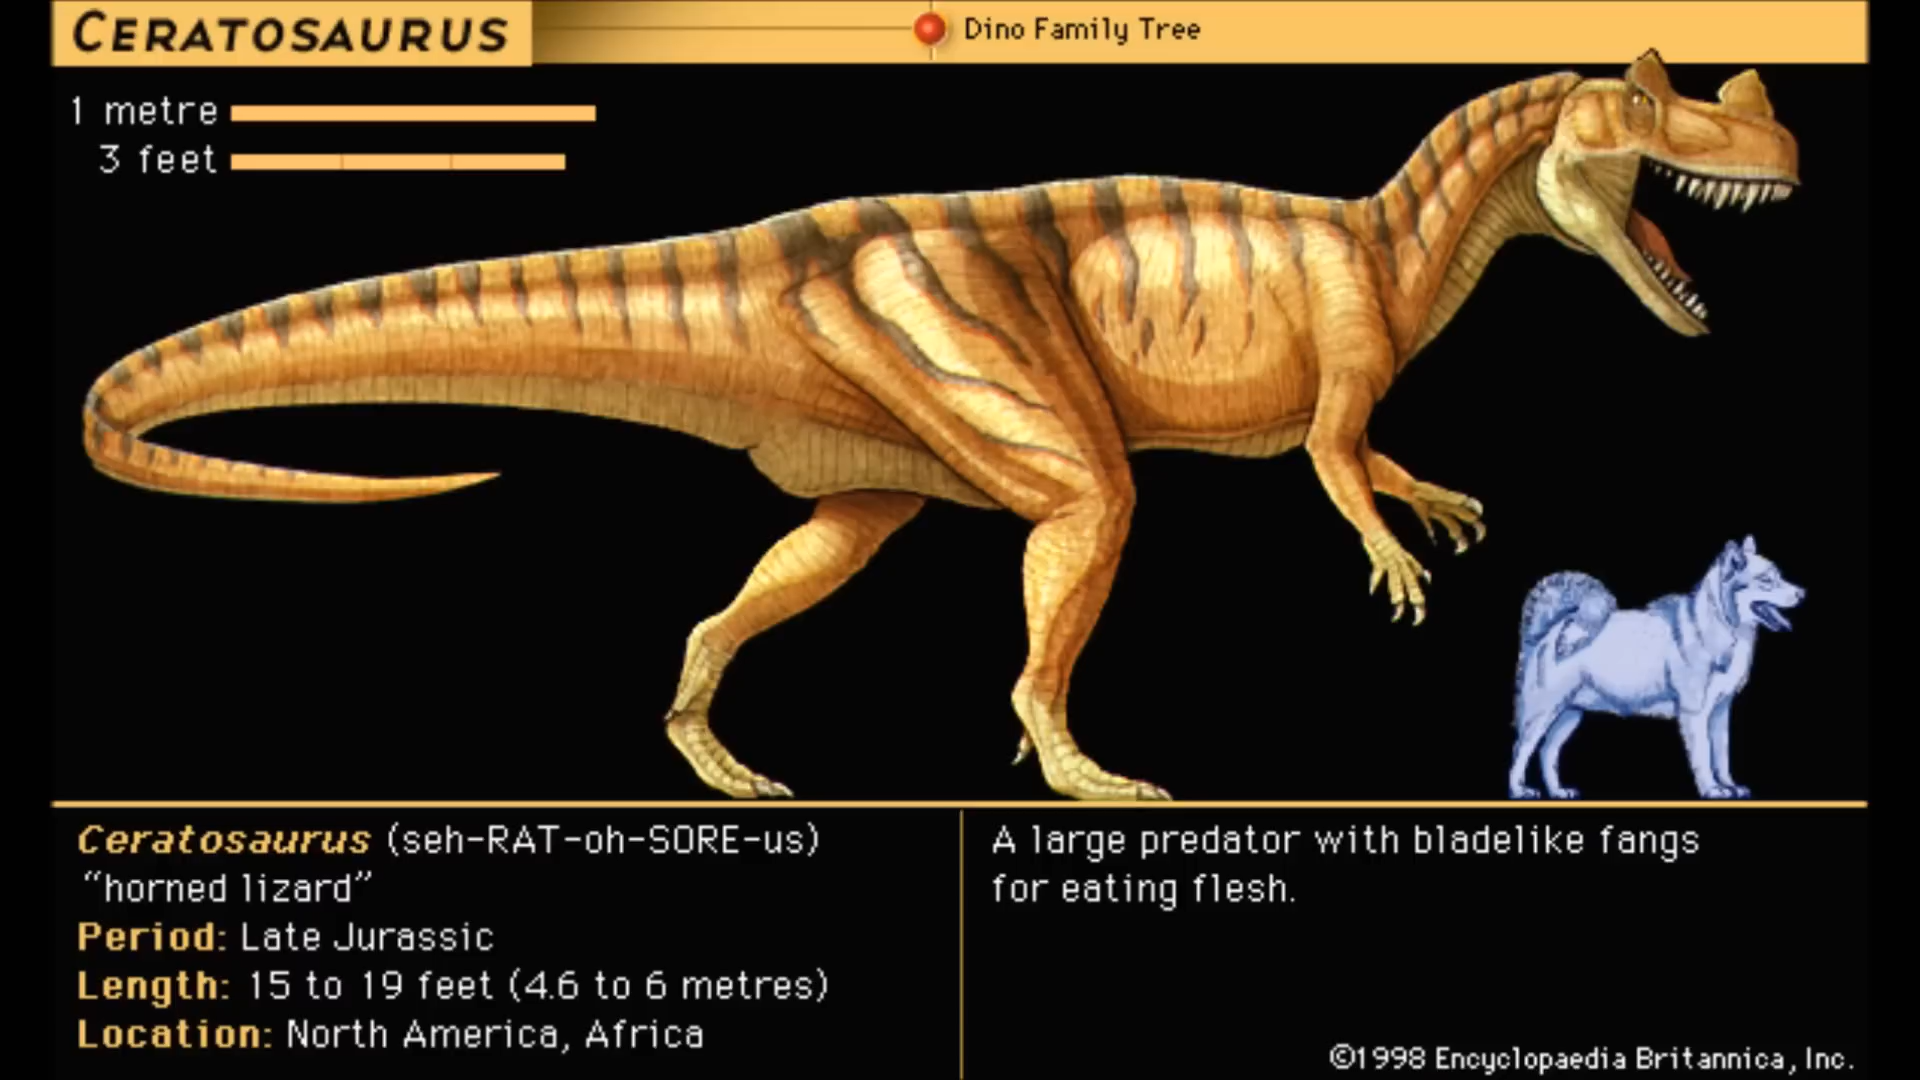 CERATOSAURUS
Dino Family Tree
1 metre
3 feet
Ceratosaurus (seh-RAT-oh-SORE-us)
“horned lizard”
Period: Late Jurassic
Length: 15 to 19 feet (4.6 to 6 metres)
Location: North America, Africa
A large predator with bladelike fangs
for eating flesh.
©1998 Encyclopaedia Britannica, Inc.